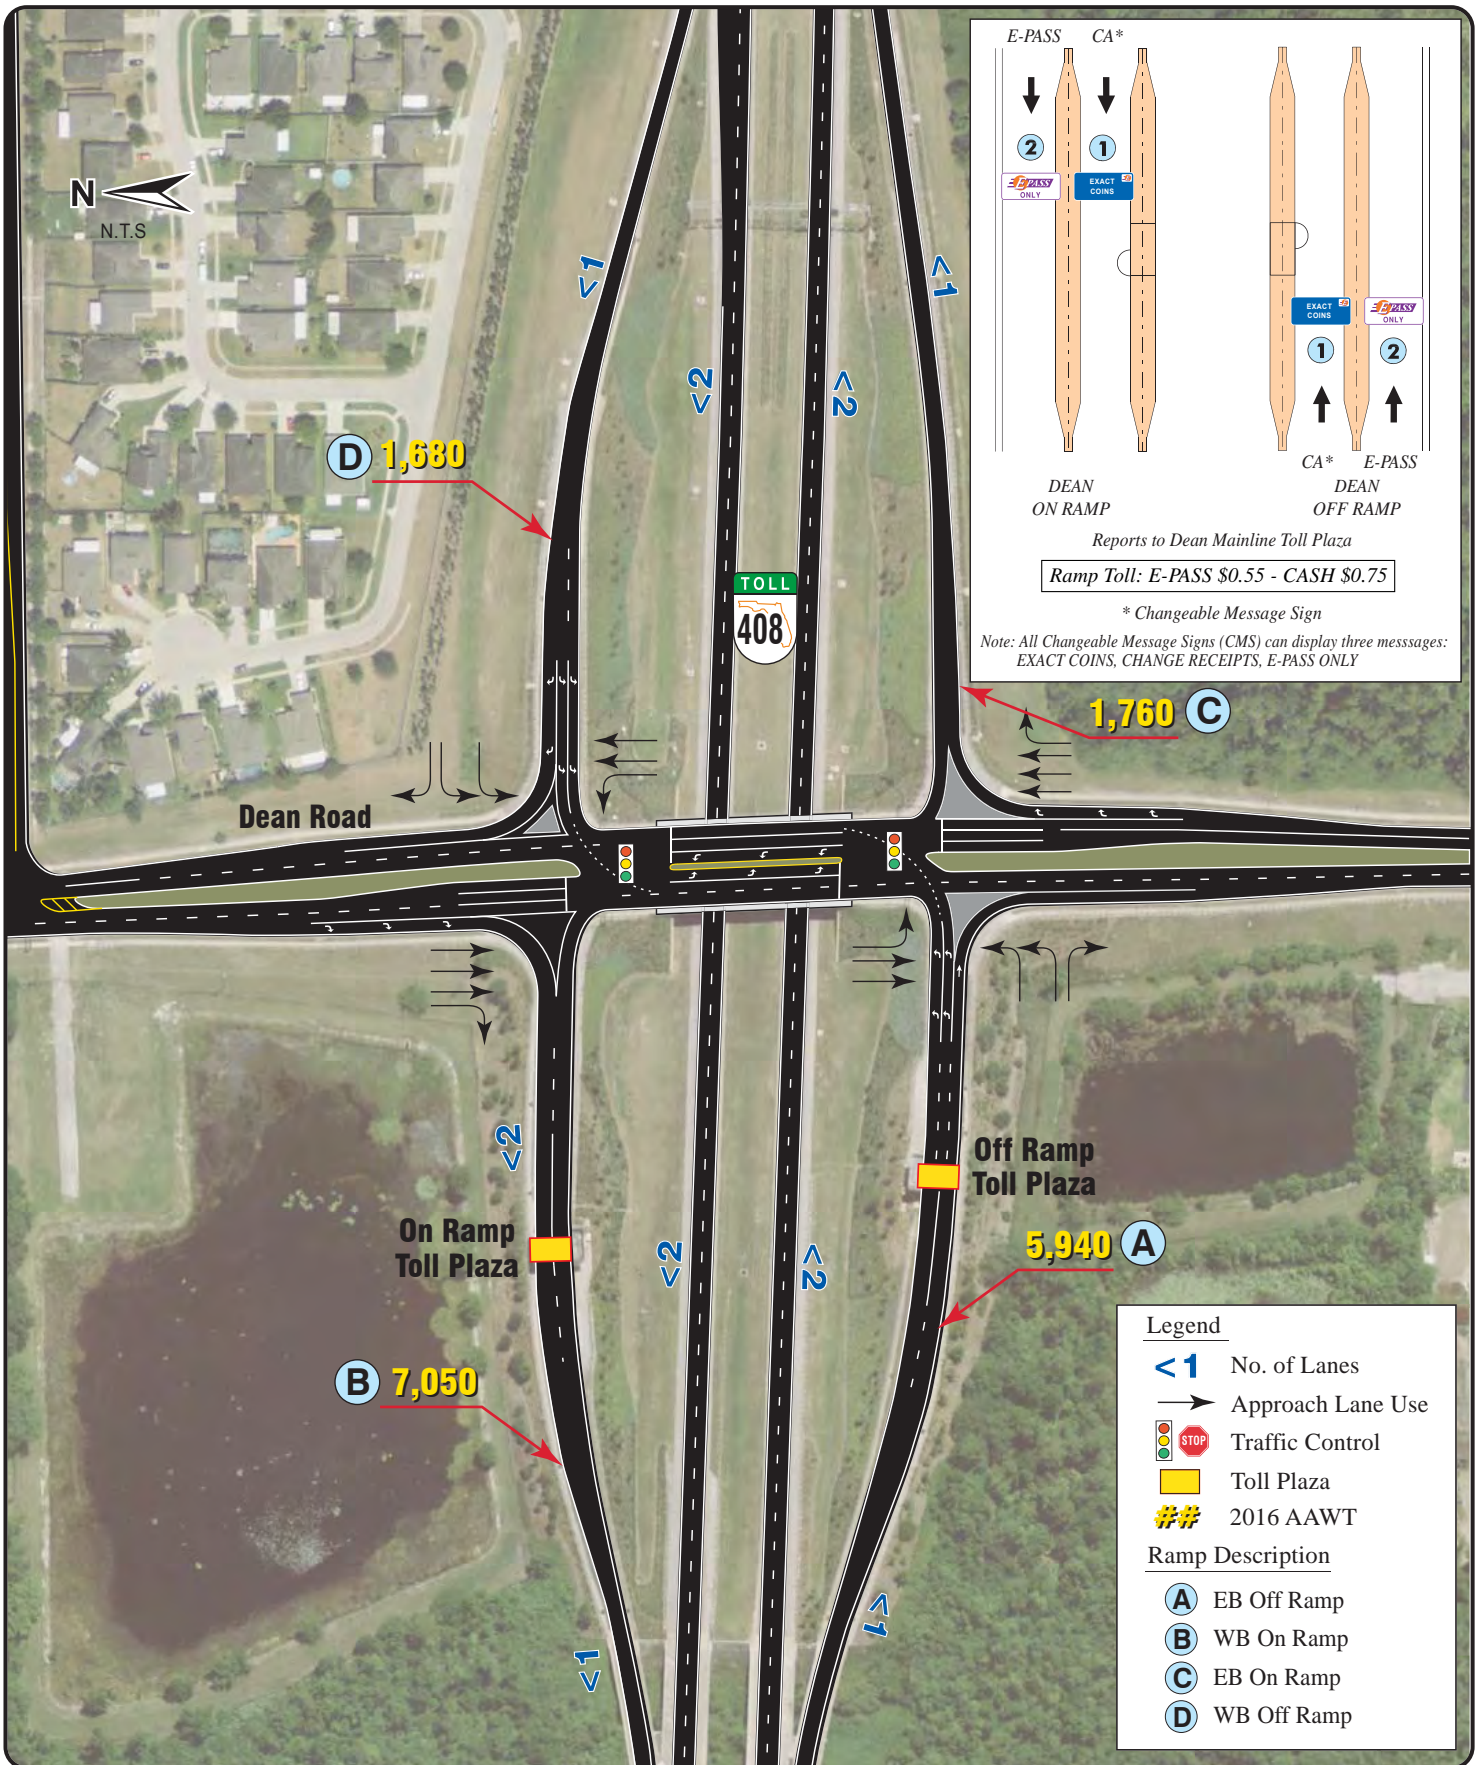 E-PASS CA*
2 1
E-PASS
ONLY
EXACT
COINS
EXACT
COINS
E-PASS
ONLY
1 2
CA* E-PASS
DEAN
ON RAMP
DEAN
OFF RAMP
Reports to Dean Mainline Toll Plaza
Ramp Toll: E-PASS $0.55 - CASH $0.75
* Changeable Message Sign
Note: All Changeable Message Signs (CMS) can display three messsages:
EXACT COINS, CHANGE RECEIPTS, E-PASS ONLY
N
N.T.S
<1
<1
<2
<2
D 1,680
TOLL
408
1,760 C
Dean Road
<2
Off Ramp
Toll Plaza
On Ramp
Toll Plaza
5,940 A
<2
<2
B 7,050
<1
<1
Legend
<1 No. of Lanes
Approach Lane Use
STOP Traffic Control
Toll Plaza
## 2016 AAWT
Ramp Description
A EB Off Ramp
B WB On Ramp
C EB On Ramp
D WB Off Ramp